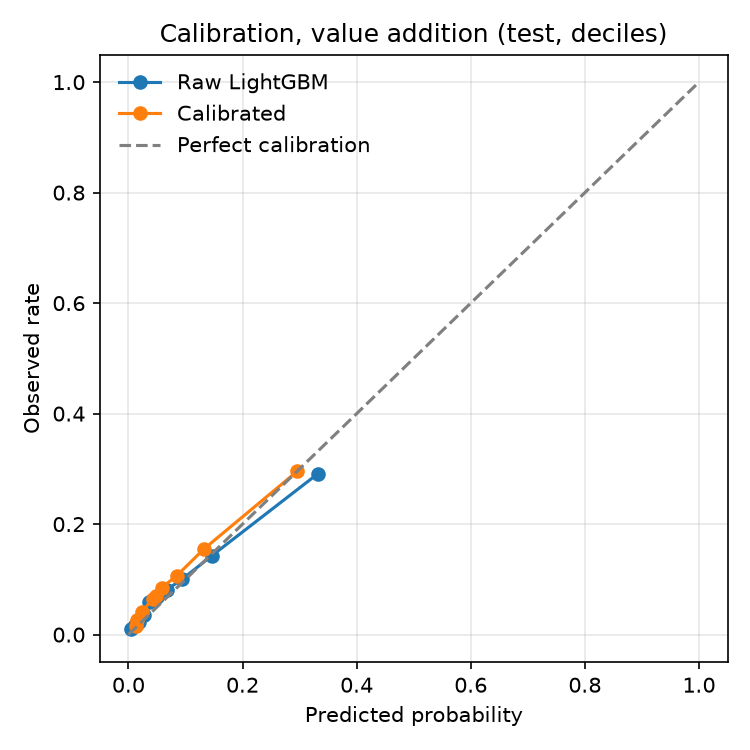 Calibration, value addition (test, deciles)
Raw LightGBM
Calibrated
Perfect calibration
1.0
0.8
0.6
0.4
0.2
0.0
Observed rate
0.0 0.2 0.4 0.6 0.8 1.0
Predicted probability